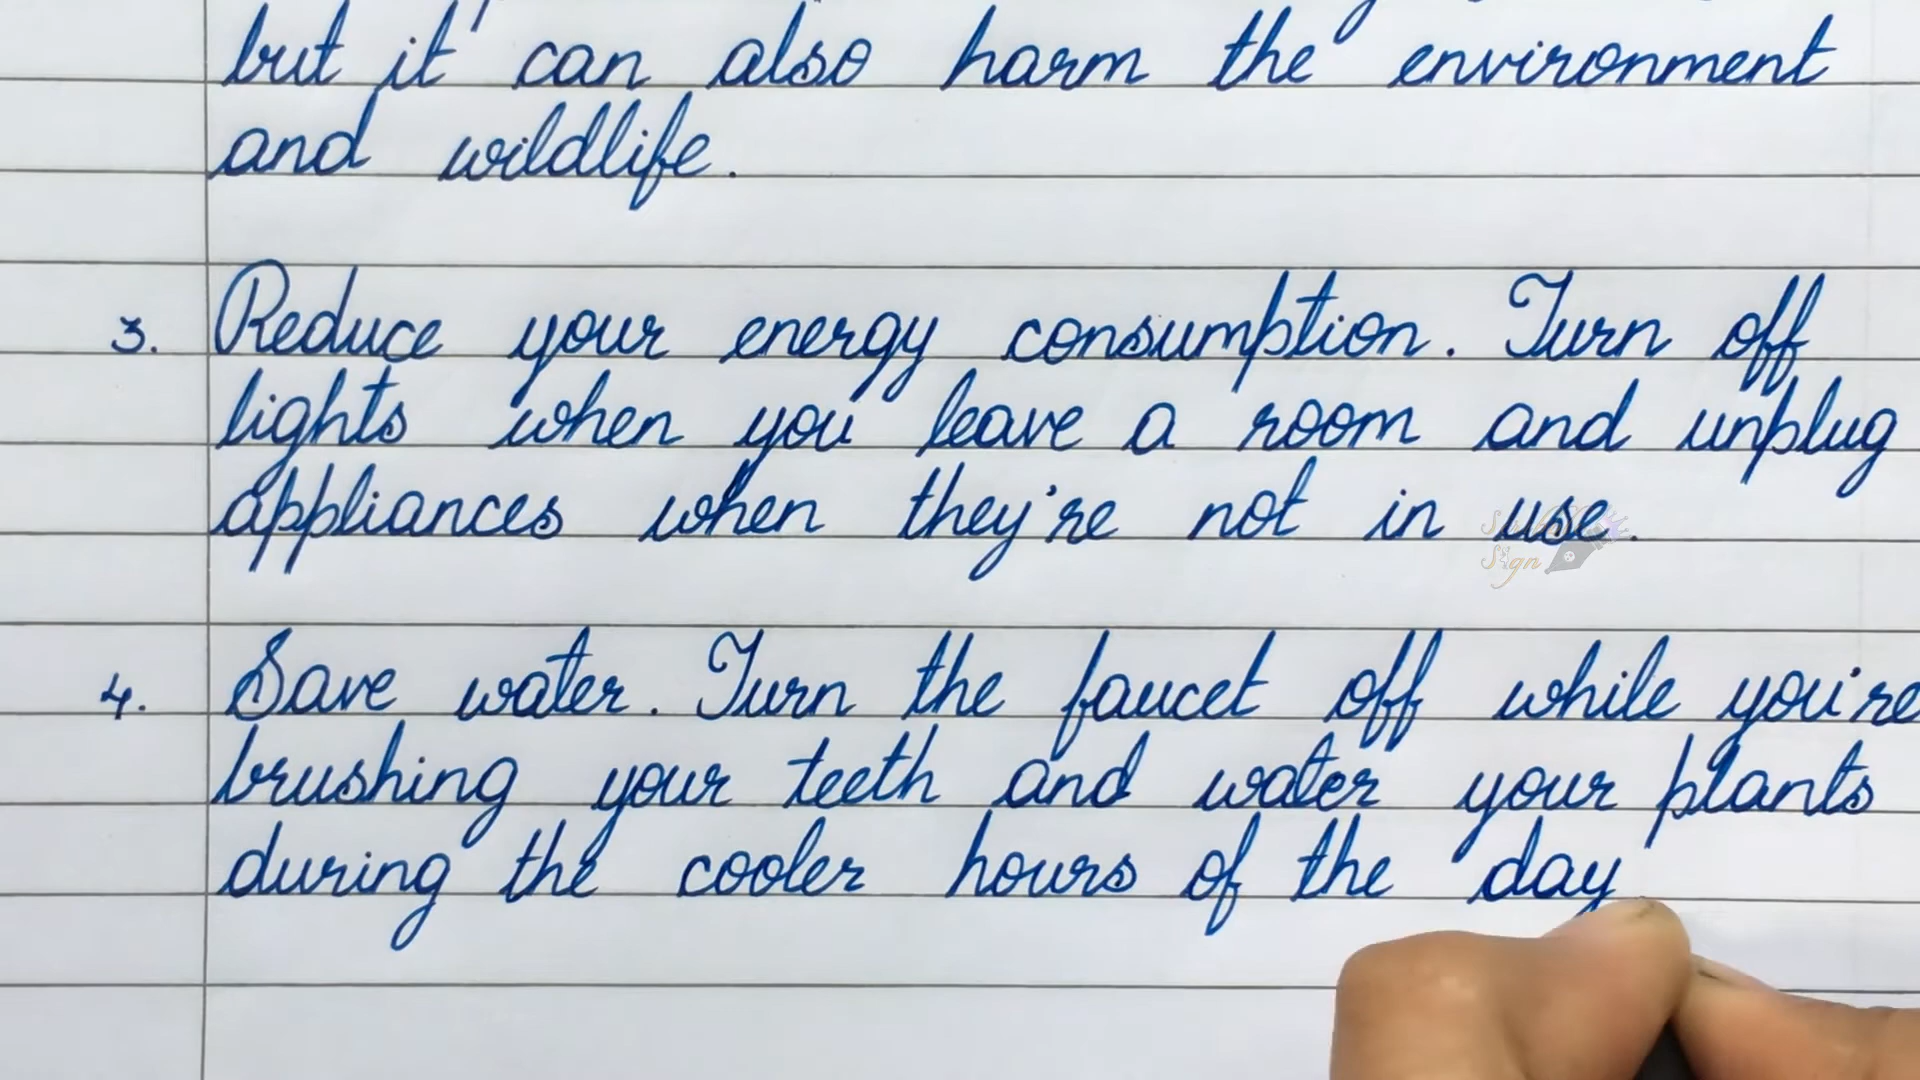 but it can also harm the environment
and wildlife.
3. Reduce your energy consumption. Turn off
lights when you leave a room and unplug
appliances when they're not in use.
Sign
4. Save water. Turn the faucet off while you're
brushing your teeth and water your plants
during the cooler hours of the day